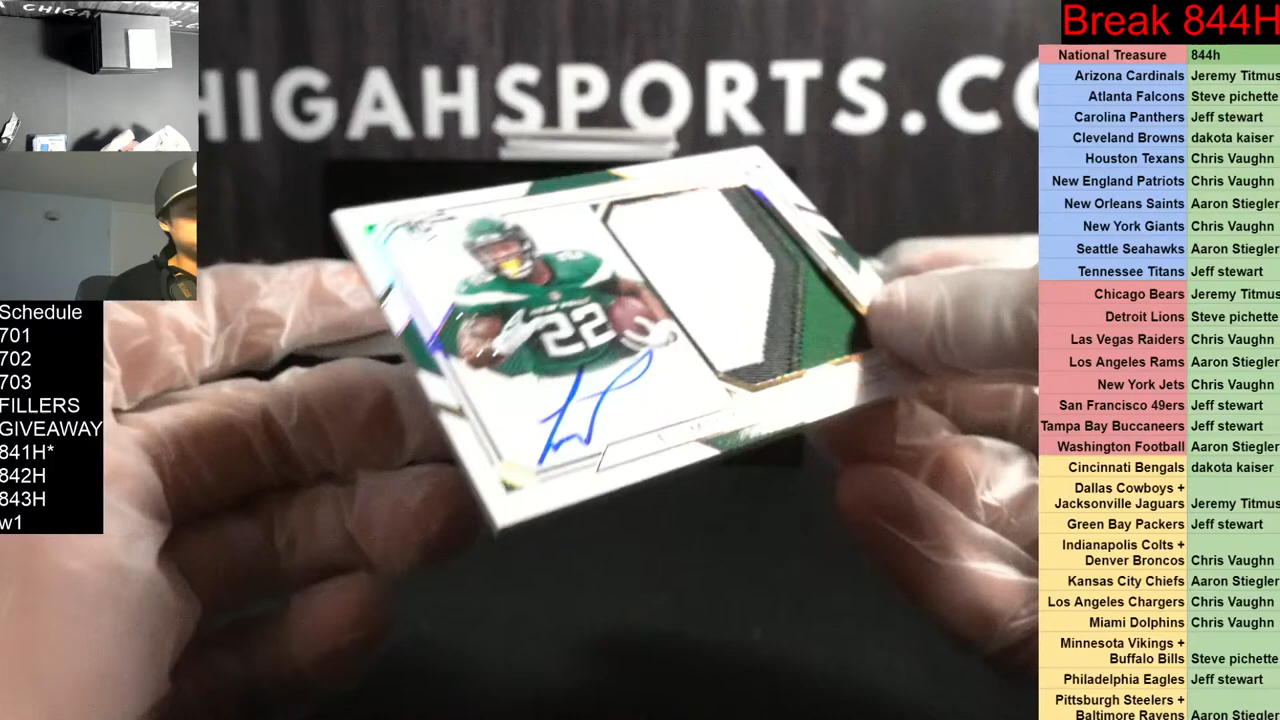 CHIGAH
S.C
HIGAHSPORTS.CO
22
Break 844H
National Treasure 844h
Arizona Cardinals Jeremy Titmus
Atlanta Falcons Steve pichette
Carolina Panthers Jeff stewart
Cleveland Browns dakota kaiser
Houston Texans Chris Vaughn
New England Patriots Chris Vaughn
New Orleans Saints Aaron Stiegler
New York Giants Chris Vaughn
Seattle Seahawks Aaron Stiegler
Tennessee Titans Jeff stewart
Chicago Bears Jeremy Titmus
Detroit Lions Steve pichette
Las Vegas Raiders Chris Vaughn
Los Angeles Rams Aaron Stiegler
New York Jets Chris Vaughn
San Francisco 49ers Jeff stewart
Tampa Bay Buccaneers Jeff stewart
Washington Football Aaron Stiegler
Cincinnati Bengals dakota kaiser
Dallas Cowboys +
Jacksonville Jaguars Jeremy Titmus
Green Bay Packers Jeff stewart
Indianapolis Colts +
Denver Broncos Chris Vaughn
Kansas City Chiefs Aaron Stiegler
Los Angeles Chargers Chris Vaughn
Miami Dolphins Chris Vaughn
Minnesota Vikings +
Buffalo Bills Steve pichette
Philadelphia Eagles Jeff stewart
Pittsburgh Steelers +
Baltimore Ravens Aaron Stiegler
Schedule
701
702
703
FILLERS
GIVEAWAY
841H*
842H
843H
w1